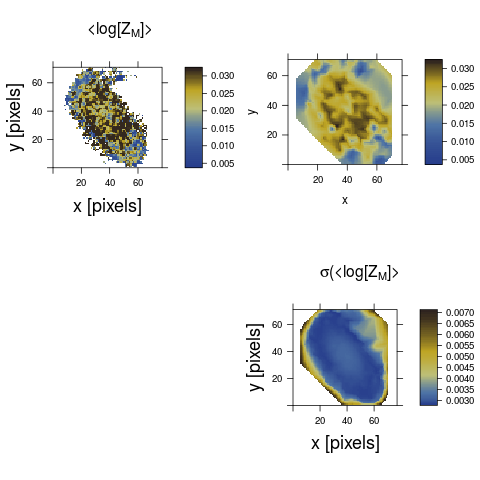 <log[Z_M]>
60
40
20
20 40 60
x [pixels]
y [pixels]
0.030
0.025
0.020
0.015
0.010
0.005
60
40
20
20 40 60
x
y
0.030
0.025
0.020
0.015
0.010
0.005
σ(<log[Z_M]>
60
40
20
20 40 60
x [pixels]
y [pixels]
0.0070
0.0065
0.0060
0.0055
0.0050
0.0045
0.0040
0.0035
0.0030